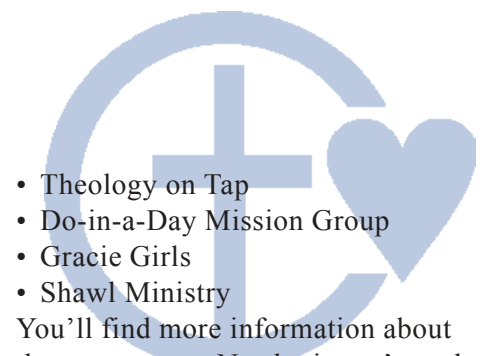 • Theology on Tap
• Do-in-a-Day Mission Group
• Gracie Girls
• Shawl Ministry
You’ll find more information about